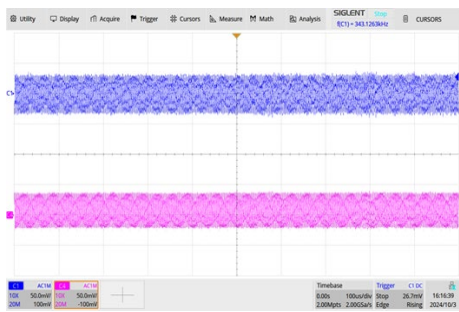 Utility Display Acquire Trigger Cursors Measure Math Analysis SIGLENT Stop CURSORS
f(C1) = 343.1263kHz
C1
C4
C1 AC1M C4 AC1M Timebase Trigger C1 DC
10X 50.0mV/ 10X 50.0mV/ 0.00s 100us/div Stop 26.7mV 16:16:39
20M 100mV 20M -100mV 2.00Mpts 2.00GSa/s Edge Rising 2024/10/3